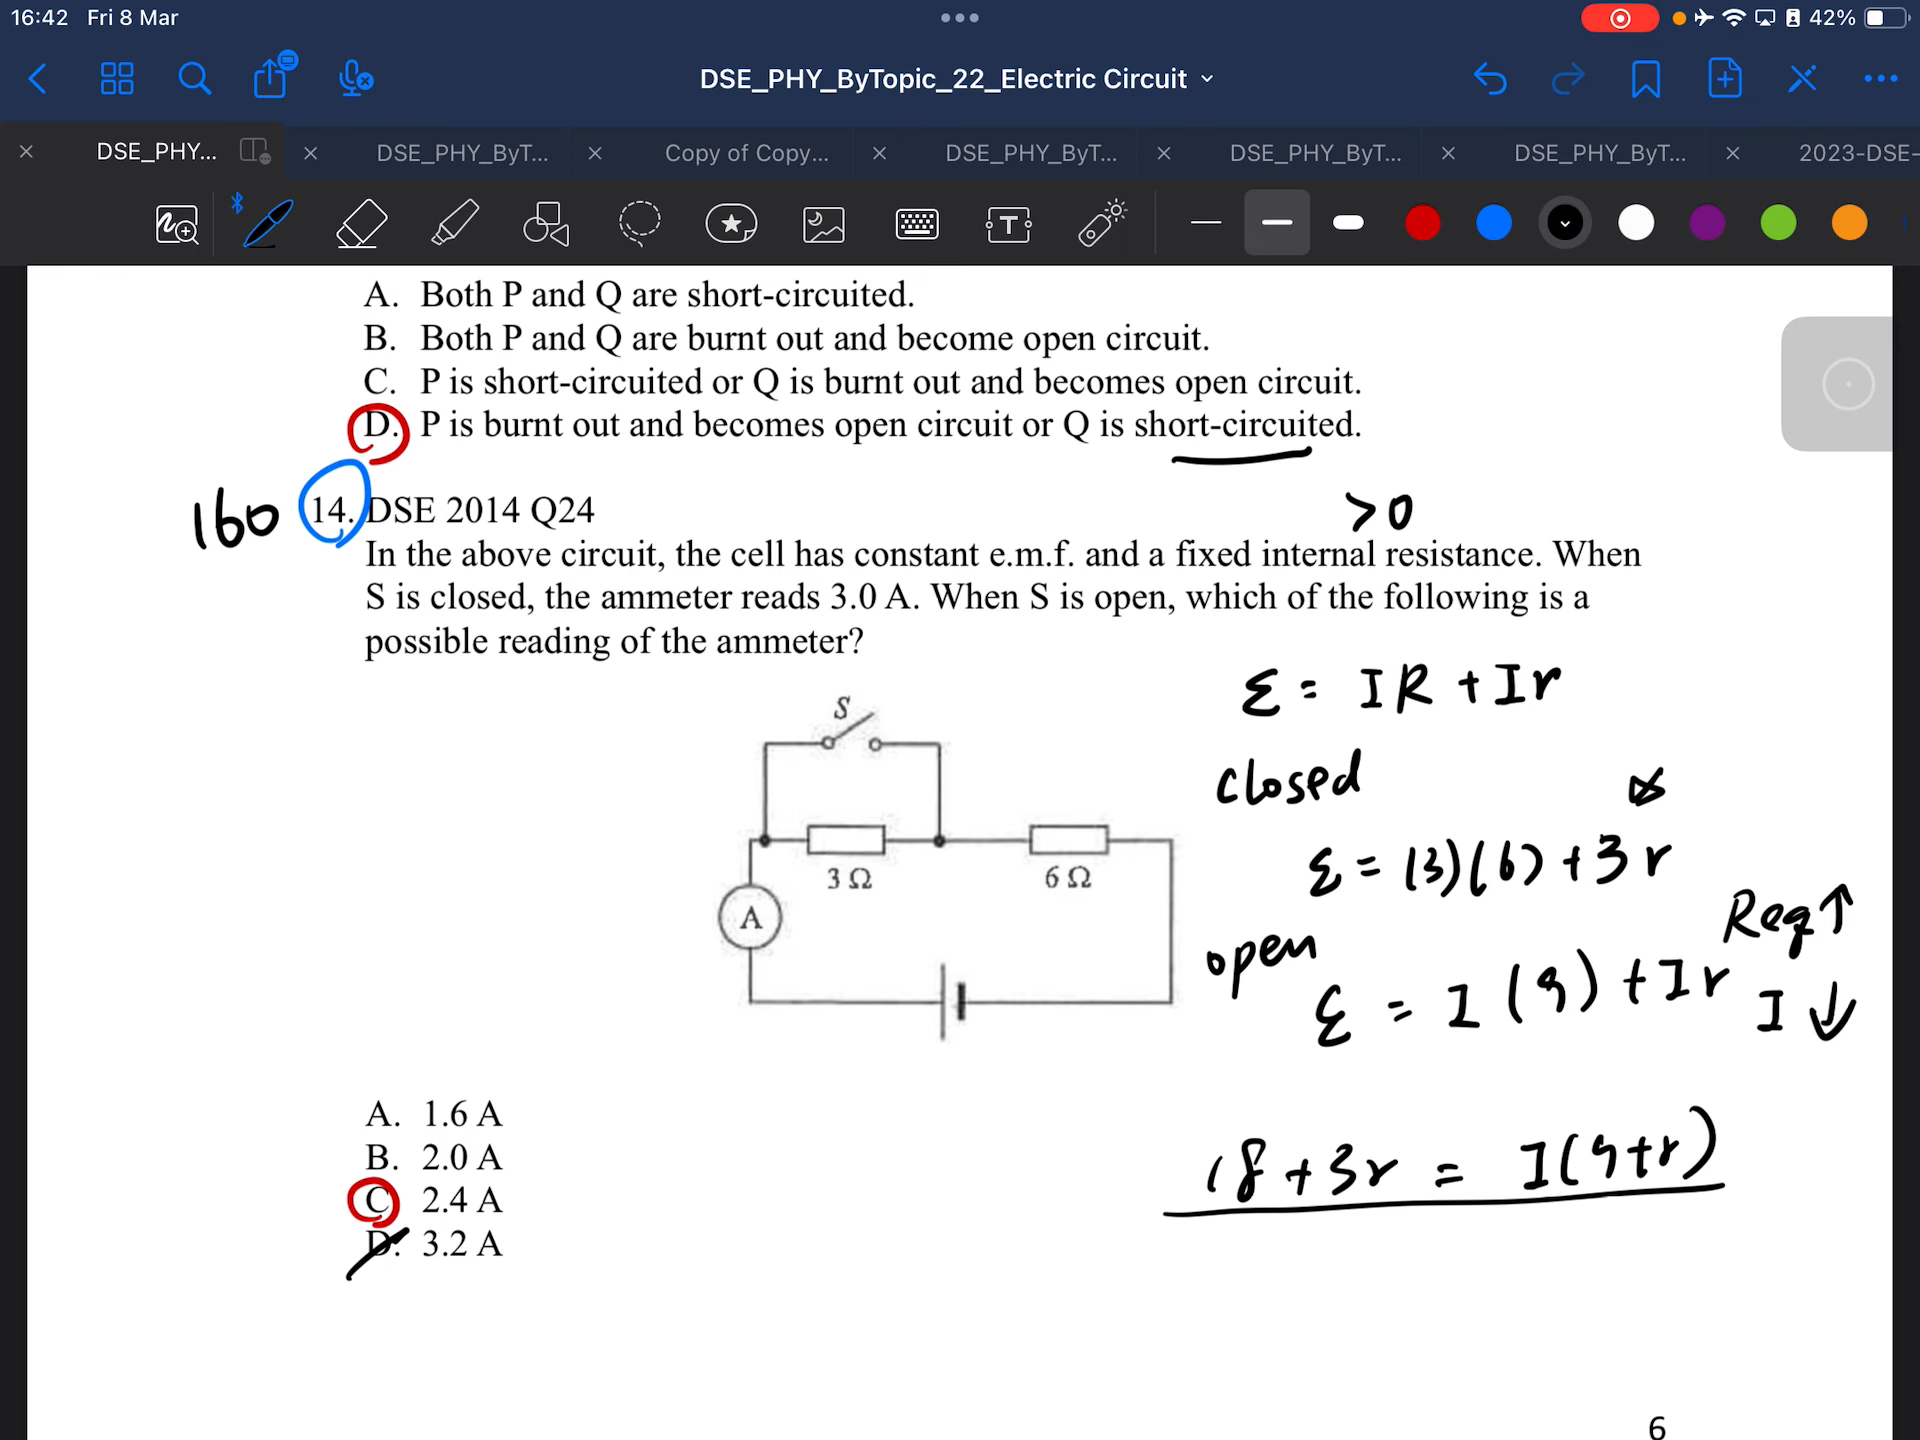 16:42 Fri 8 Mar
42%
DSE_PHY_ByTopic_22_Electric Circuit
DSE_PHY...
DSE_PHY_ByT...
Copy of Copy...
DSE_PHY_ByT...
DSE_PHY_ByT...
DSE_PHY_ByT...
2023-DSE-
A. Both P and Q are short-circuited.
B. Both P and Q are burnt out and become open circuit.
C. P is short-circuited or Q is burnt out and becomes open circuit.
D. P is burnt out and becomes open circuit or Q is short-circuited.
160 14. DSE 2014 Q24
>0
In the above circuit, the cell has constant e.m.f. and a fixed internal resistance. When
S is closed, the ammeter reads 3.0 A. When S is open, which of the following is a
possible reading of the ammeter?
ε = IR + Ir
S
closed
3 Ω
6 Ω
ε = (3)(6) + 3r
A
Req ↑
open
ε = I (9) + Ir
I ↓
A. 1.6 A
B. 2.0 A
C 2.4 A
D. 3.2 A
18 + 3r = I(9+r)
6